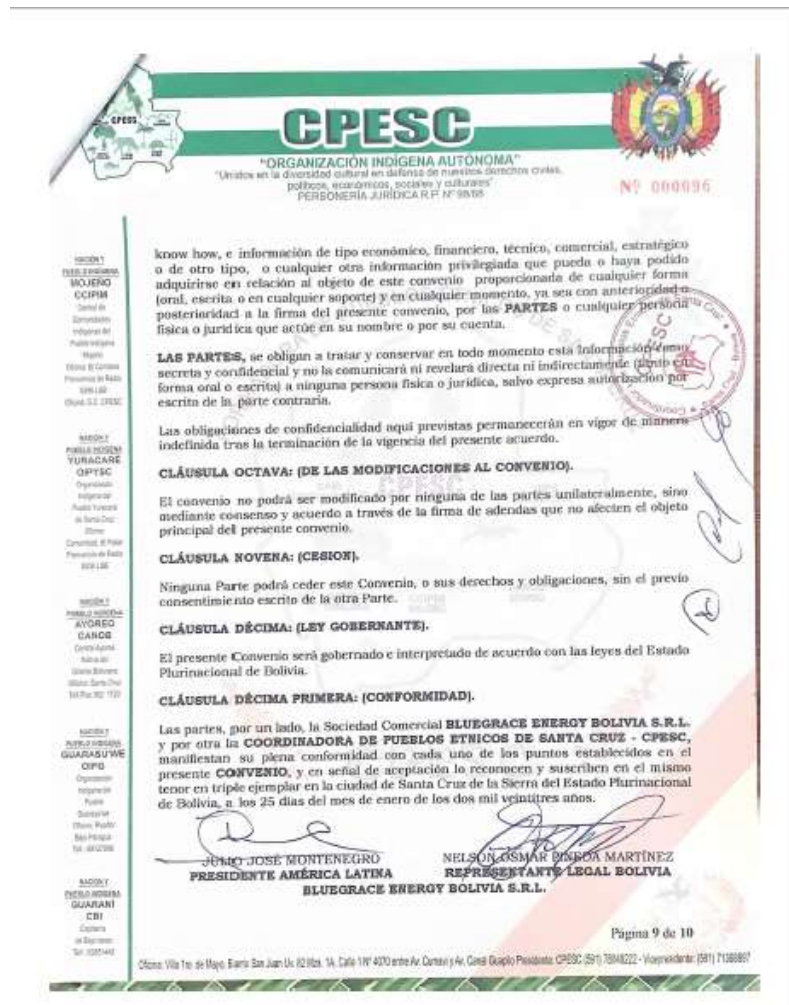 CPESC
CPESC
"ORGANIZACIÓN INDÍGENA AUTÓNOMA"
"Unidos en la diversidad cultural en defensa de nuestros derechos civiles,
políticos, económicos, sociales y culturales"
PERSONERÍA JURÍDICA R.P. Nº 98/68
Nº 000096
NACIÓN Y
PUEBLO INDÍGENA
MOJEÑO
CCIPIM
NACIÓN Y
PUEBLO INDÍGENA
YURACARÉ
OIPYSC
NACIÓN Y
PUEBLO INDÍGENA
AYOREO
CANOB
NACIÓN Y
PUEBLO INDÍGENA
GUARASUWE
OIPG
NACIÓN Y
PUEBLO INDÍGENA
GUARANÍ
CBI
know how, e información de tipo económico, financiero, técnico, comercial, estratégico
o de otro tipo, o cualquier otra información privilegiada que pueda o haya podido
adquirirse en relación al objeto de este convenio proporcionada de cualquier forma
(oral, escrita o en cualquier soporte) y en cualquier momento, ya sea con anterioridad o
posterioridad a la firma del presente convenio, por las PARTES o cualquier persona
física o jurídica que actúe en su nombre o por su cuenta.
LAS PARTES, se obligan a tratar y conservar en todo momento esta Información como
secreta y confidencial y no la comunicará ni revelará directa ni indirectamente (tanto en
forma oral o escrita) a ninguna persona física o jurídica, salvo expresa autorización por
escrito de la parte contraria.
Las obligaciones de confidencialidad aquí previstas permanecerán en vigor de manera
indefinida tras la terminación de la vigencia del presente acuerdo.
CLÁUSULA OCTAVA: (DE LAS MODIFICACIONES AL CONVENIO).
El convenio no podrá ser modificado por ninguna de las partes unilateralmente, sino
mediante consenso y acuerdo a través de la firma de adendas que no afecten el objeto
principal del presente convenio.
CLÁUSULA NOVENA: (CESION).
Ninguna Parte podrá ceder este Convenio, o sus derechos y obligaciones, sin el previo
consentimiento escrito de la otra Parte.
CLÁUSULA DÉCIMA: (LEY GOBERNANTE).
El presente Convenio será gobernado e interpretado de acuerdo con las leyes del Estado
Plurinacional de Bolivia.
CLÁUSULA DÉCIMA PRIMERA: (CONFORMIDAD).
Las partes, por un lado, la Sociedad Comercial BLUEGRACE ENERGY BOLIVIA S.R.L.
y por otra la COORDINADORA DE PUEBLOS ETNICOS DE SANTA CRUZ - CPESC,
manifiestan su plena conformidad con cada uno de los puntos establecidos en el
presente CONVENIO, y en señal de aceptación lo reconocen y suscriben en el mismo
tenor en triple ejemplar en la ciudad de Santa Cruz de la Sierra del Estado Plurinacional
de Bolivia, a los 25 días del mes de enero de los dos mil veintitres años.
JULIO JOSÉ MONTENEGRO NELSON OSMAR PINEDA MARTÍNEZ
PRESIDENTE AMÉRICA LATINA REPRESENTANTE LEGAL BOLIVIA
BLUEGRACE ENERGY BOLIVIA S.R.L.
Página 9 de 10